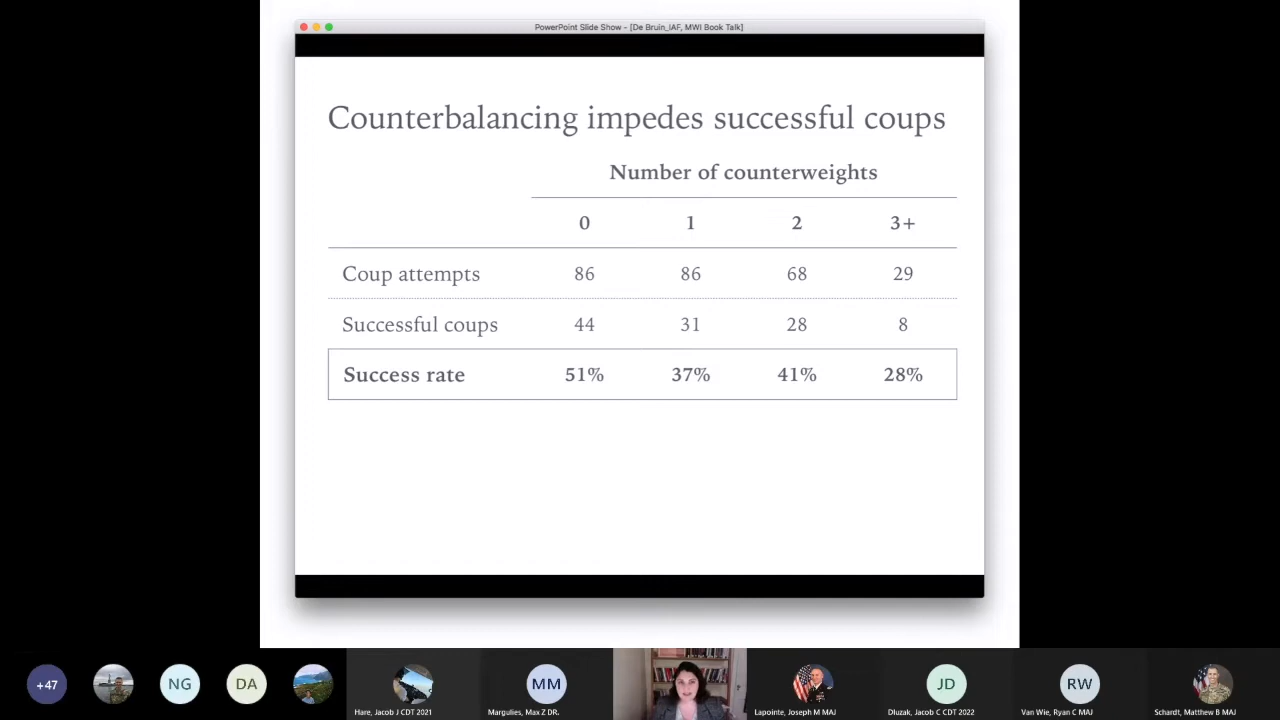 PowerPoint Slide Show - [De Bruin_IAF, MWI Book Talk]
Counterbalancing impedes successful coups
Number of counterweights
0 1 2 3+
Coup attempts 86 86 68 29
Successful coups 44 31 28 8
Success rate 51% 37% 41% 28%
+47 NG DA MM JD RW
Hare, Jacob J CDT 2021 Margulies, Max Z DR. Lapointe, Joseph M MAJ Dluzak, Jacob C CDT 2022 Van Wie, Ryan C MAJ Schardt, Matthew B MAJ